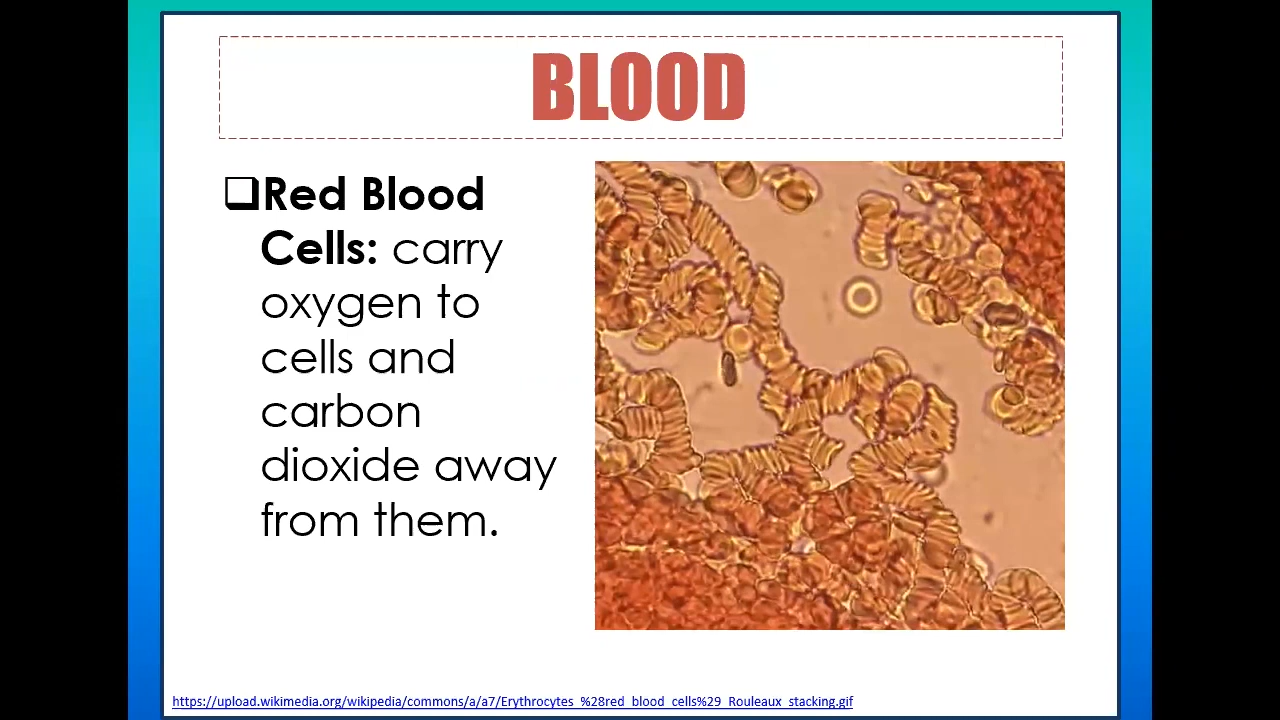 BLOOD
❑Red Blood
Cells: carry
oxygen to
cells and
carbon
dioxide away
from them.
https://upload.wikimedia.org/wikipedia/commons/a/a7/Erythrocytes_%28red_blood_cells%29_Rouleaux_stacking.gif